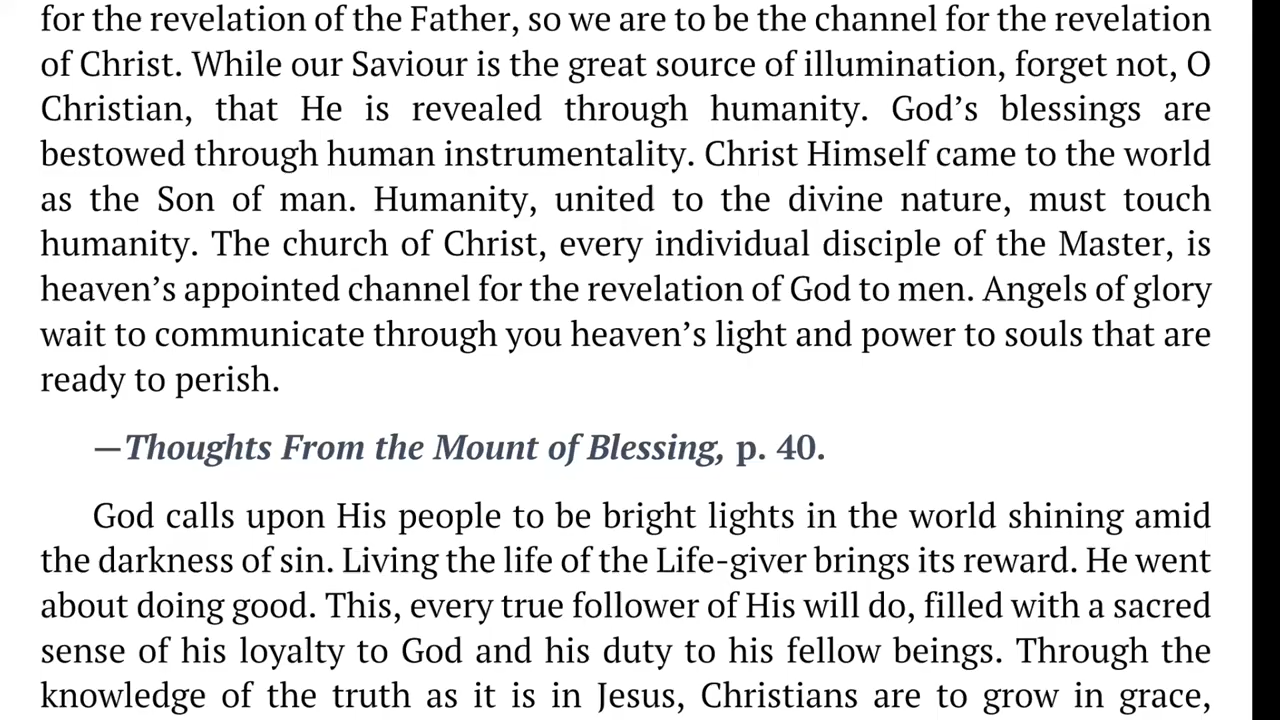 for the revelation of the Father, so we are to be the channel for the revelation
of Christ. While our Saviour is the great source of illumination, forget not, O
Christian, that He is revealed through humanity. God’s blessings are
bestowed through human instrumentality. Christ Himself came to the world
as the Son of man. Humanity, united to the divine nature, must touch
humanity. The church of Christ, every individual disciple of the Master, is
heaven’s appointed channel for the revelation of God to men. Angels of glory
wait to communicate through you heaven’s light and power to souls that are
ready to perish.
—Thoughts From the Mount of Blessing, p. 40.
God calls upon His people to be bright lights in the world shining amid
the darkness of sin. Living the life of the Life-giver brings its reward. He went
about doing good. This, every true follower of His will do, filled with a sacred
sense of his loyalty to God and his duty to his fellow beings. Through the
knowledge of the truth as it is in Jesus, Christians are to grow in grace,